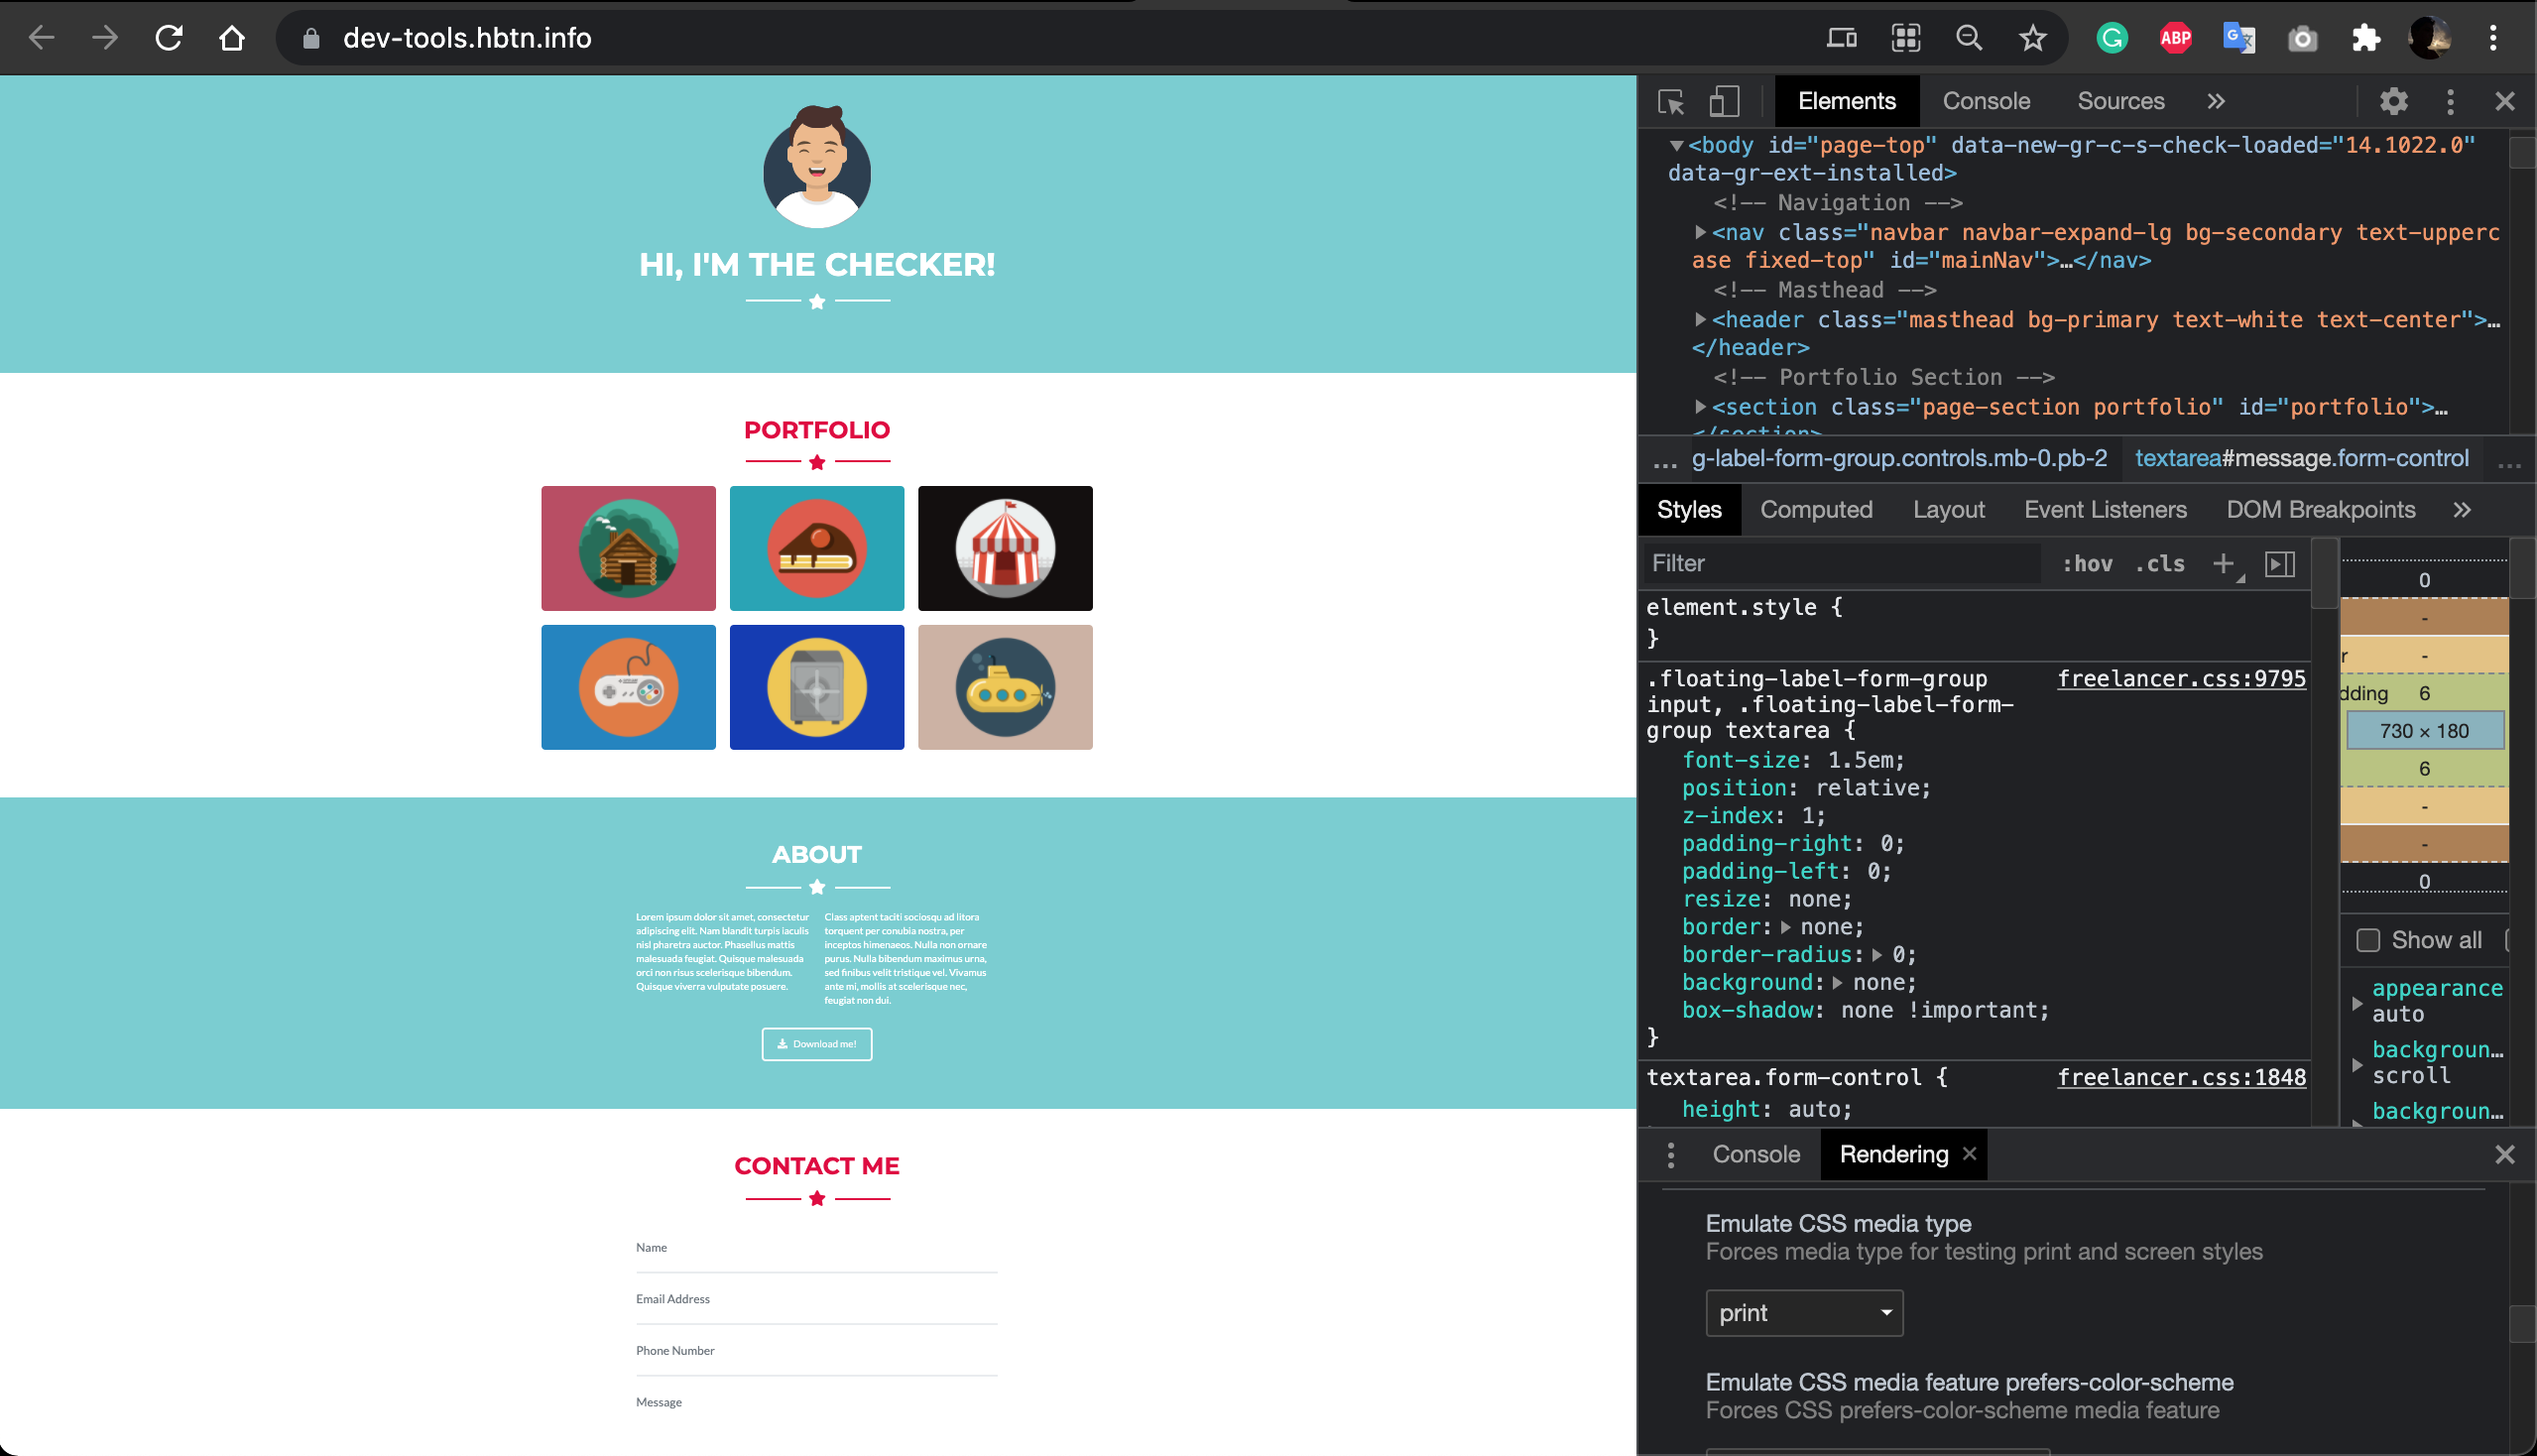 dev-tools.hbtn.info
ABP
HI, I'M THE CHECKER!
PORTFOLIO
ABOUT
Lorem ipsum dolor sit amet, consectetur
adipiscing elit. Nam blandit turpis iaculis
nisl pharetra auctor. Phasellus mattis
malesuada feugiat. Quisque malesuada
orci non risus scelerisque bibendum.
Quisque viverra vulputate posuere.
Class aptent taciti sociosqu ad litora
torquent per conubia nostra, per
inceptos himenaeos. Nulla non ornare
purus. Nulla bibendum maximus urna,
sed finibus velit tristique vel. Vivamus
ante mi, mollis at scelerisque nec,
feugiat non dui.
Download me!
CONTACT ME
Name
Email Address
Phone Number
Message
Elements Console Sources »
▼<body id="page-top" data-new-gr-c-s-check-loaded="14.1022.0"
data-gr-ext-installed>
<!-- Navigation -->
▶<nav class="navbar navbar-expand-lg bg-secondary text-upperc
ase fixed-top" id="mainNav">…</nav>
<!-- Masthead -->
▶<header class="masthead bg-primary text-white text-center">…
</header>
<!-- Portfolio Section -->
▶<section class="page-section portfolio" id="portfolio">…
</section>
… g-label-form-group.controls.mb-0.pb-2 textarea#message.form-control …
Styles Computed Layout Event Listeners DOM Breakpoints »
Filter :hov .cls +
element.style {
}
.floating-label-form-group freelancer.css:9795
input, .floating-label-form-
group textarea {
font-size: 1.5em;
position: relative;
z-index: 1;
padding-right: 0;
padding-left: 0;
resize: none;
border:▶ none;
border-radius:▶ 0;
background:▶ none;
box-shadow: none !important;
}
textarea.form-control { freelancer.css:1848
height: auto;
0
-
r -
dding 6
730 × 180
6
-
-
0
Show all
appearance
auto
backgroun…
scroll
backgroun…
Console Rendering ×
Emulate CSS media type
Forces media type for testing print and screen styles
print
Emulate CSS media feature prefers-color-scheme
Forces CSS prefers-color-scheme media feature